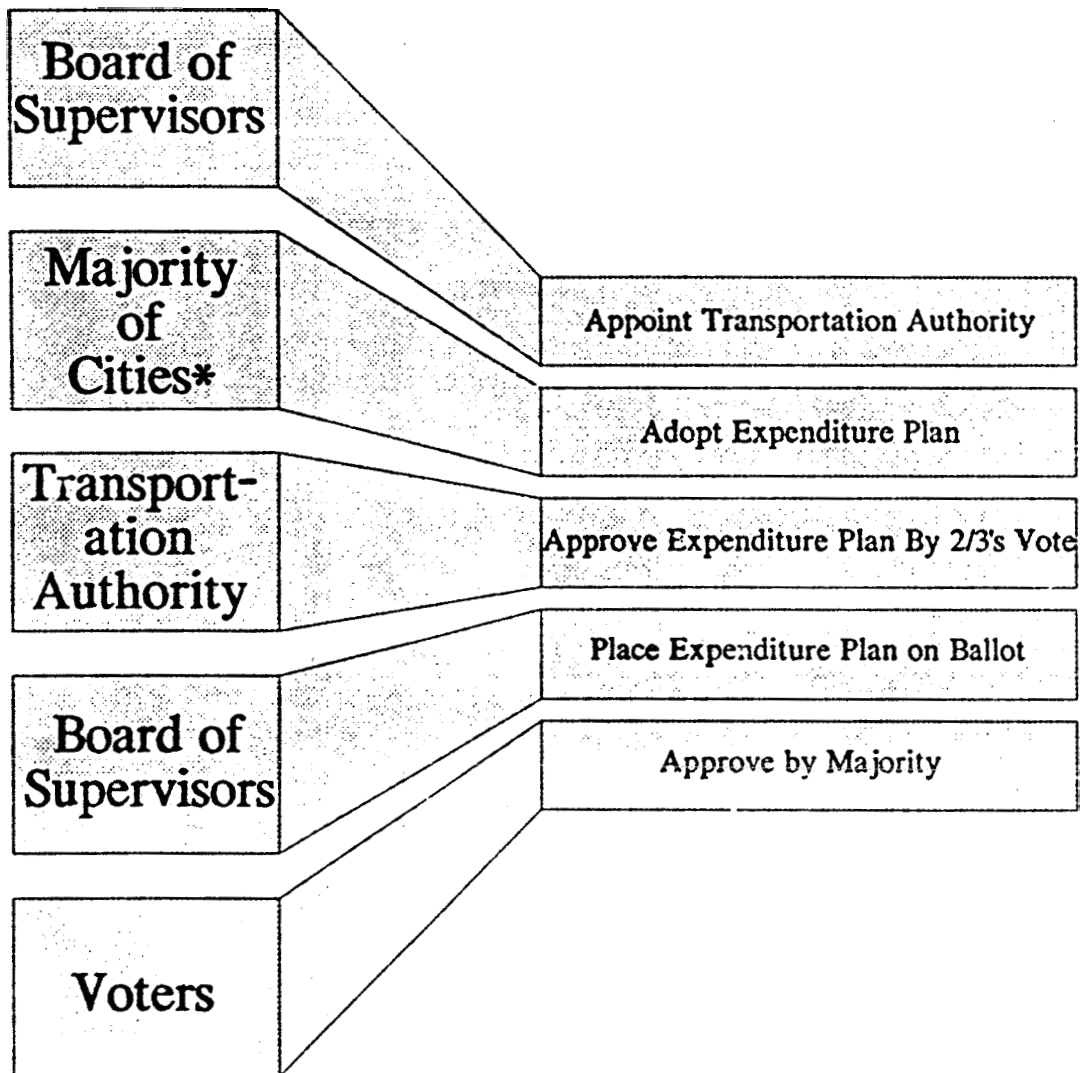 Board of
Supervisors
Majority
of
Cities*
Transport-
ation
Authority
Board of
Supervisors
Voters
Appoint Transportation Authority
Adopt Expenditure Plan
Approve Expenditure Plan By 2/3's Vote
Place Expenditure Plan on Ballot
Approve by Majority